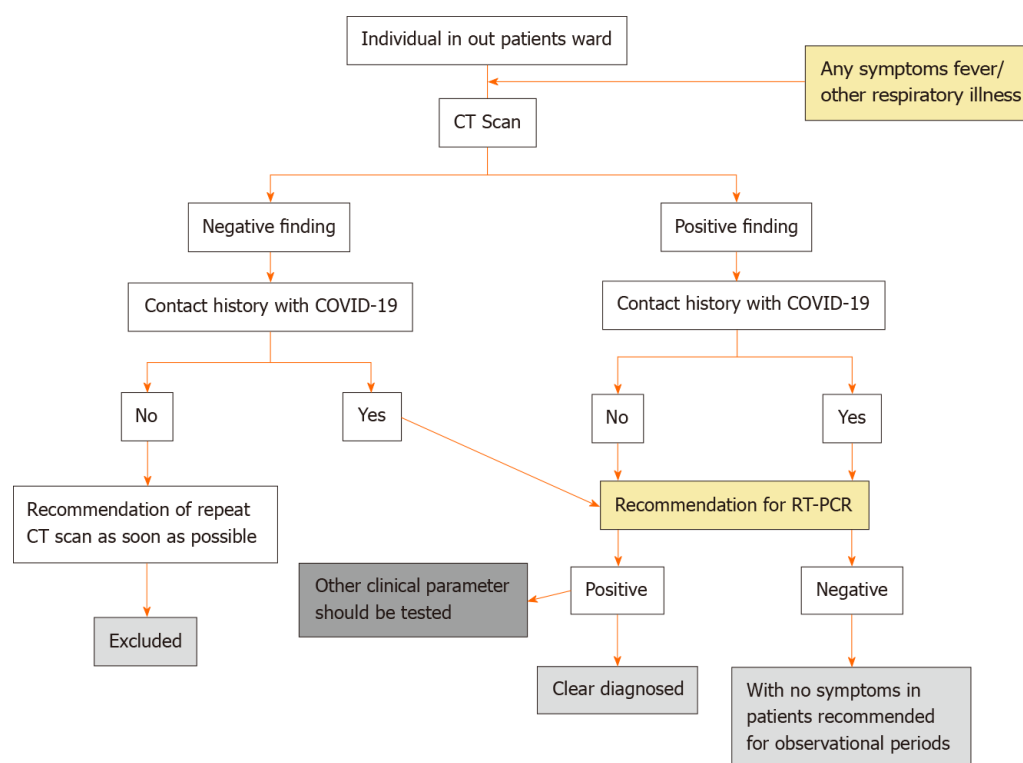 Individual in out patients ward
Any symptoms fever/
other respiratory illness
CT Scan
Negative finding
Positive finding
Contact history with COVID-19
Contact history with COVID-19
No
Yes
No
Yes
Recommendation of repeat
CT scan as soon as possible
Recommendation for RT-PCR
Other clinical parameter
should be tested
Positive
Negative
Excluded
Clear diagnosed
With no symptoms in
patients recommended
for observational periods